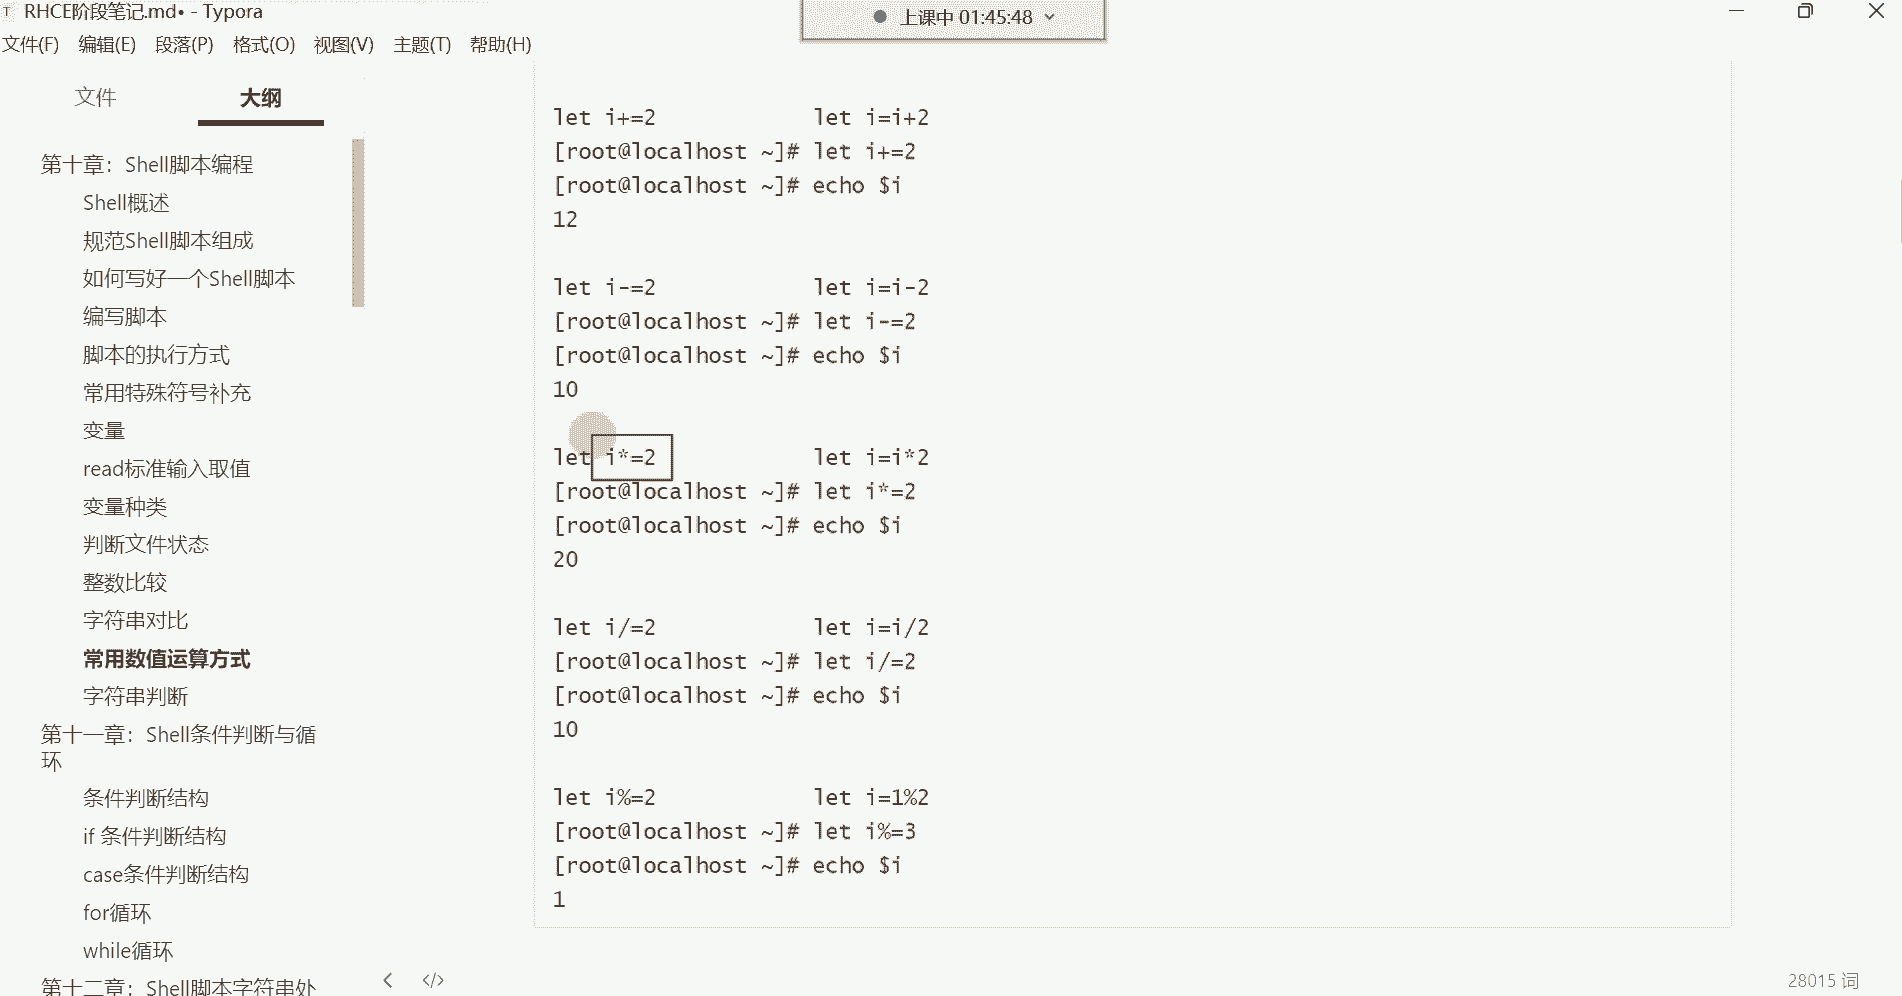 RHCE阶段笔记.md• - Typora
上课中 01:45:48
文件(F) 编辑(E) 段落(P) 格式(O) 视图(V) 主题(T) 帮助(H)
文件 大纲
第十章：Shell脚本编程
Shell概述
规范Shell脚本组成
如何写好一个Shell脚本
编写脚本
脚本的执行方式
常用特殊符号补充
变量
read标准输入取值
变量种类
判断文件状态
整数比较
字符串对比
常用数值运算方式
字符串判断
第十一章：Shell条件判断与循
环
条件判断结构
if 条件判断结构
case条件判断结构
for循环
while循环
第十二章：Shell脚本字符串处
let i+=2 let i=i+2
[root@localhost ~]# let i+=2
[root@localhost ~]# echo $i
12
let i-=2 let i=i-2
[root@localhost ~]# let i-=2
[root@localhost ~]# echo $i
10
let i*=2 let i=i*2
[root@localhost ~]# let i*=2
[root@localhost ~]# echo $i
20
let i/=2 let i=i/2
[root@localhost ~]# let i/=2
[root@localhost ~]# echo $i
10
let i%=2 let i=1%2
[root@localhost ~]# let i%=3
[root@localhost ~]# echo $i
1
</> 28015 词